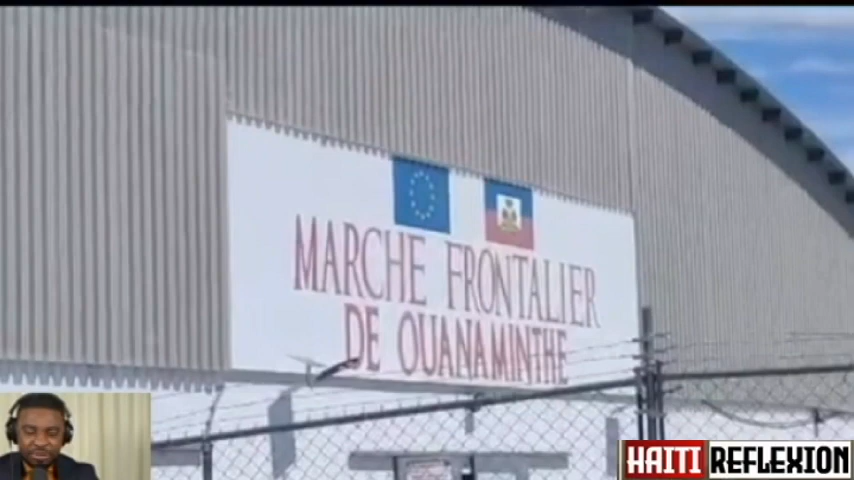 MARCHE FRONTALIER
DE OUANAMINTHE
HAITI REFLEXION